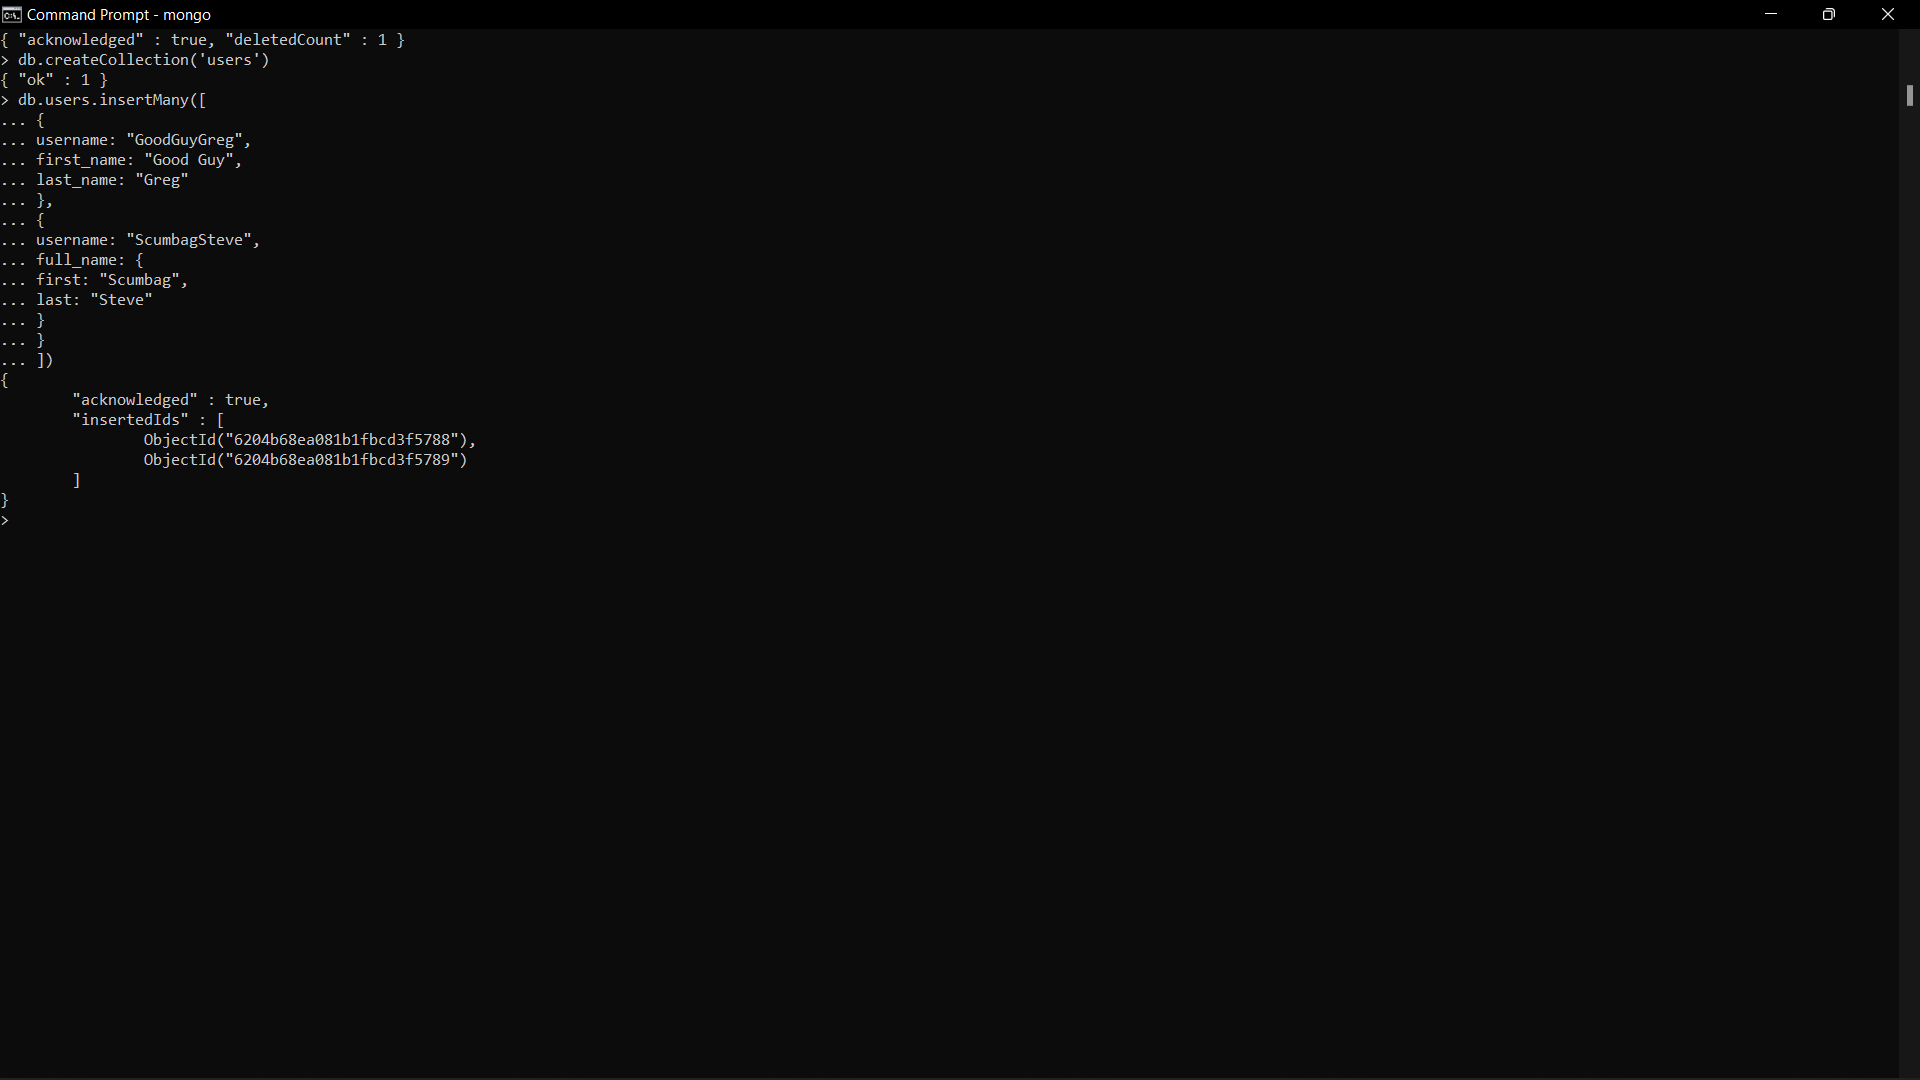 Command Prompt - mongo
{ "acknowledged" : true, "deletedCount" : 1 }
> db.createCollection('users')
{ "ok" : 1 }
> db.users.insertMany([
... {
... username: "GoodGuyGreg",
... first_name: "Good Guy",
... last_name: "Greg"
... },
... {
... username: "ScumbagSteve",
... full_name: {
... first: "Scumbag",
... last: "Steve"
... }
... }
... ])
{
        "acknowledged" : true,
        "insertedIds" : [
                ObjectId("6204b68ea081b1fbcd3f5788"),
                ObjectId("6204b68ea081b1fbcd3f5789")
        ]
}
>